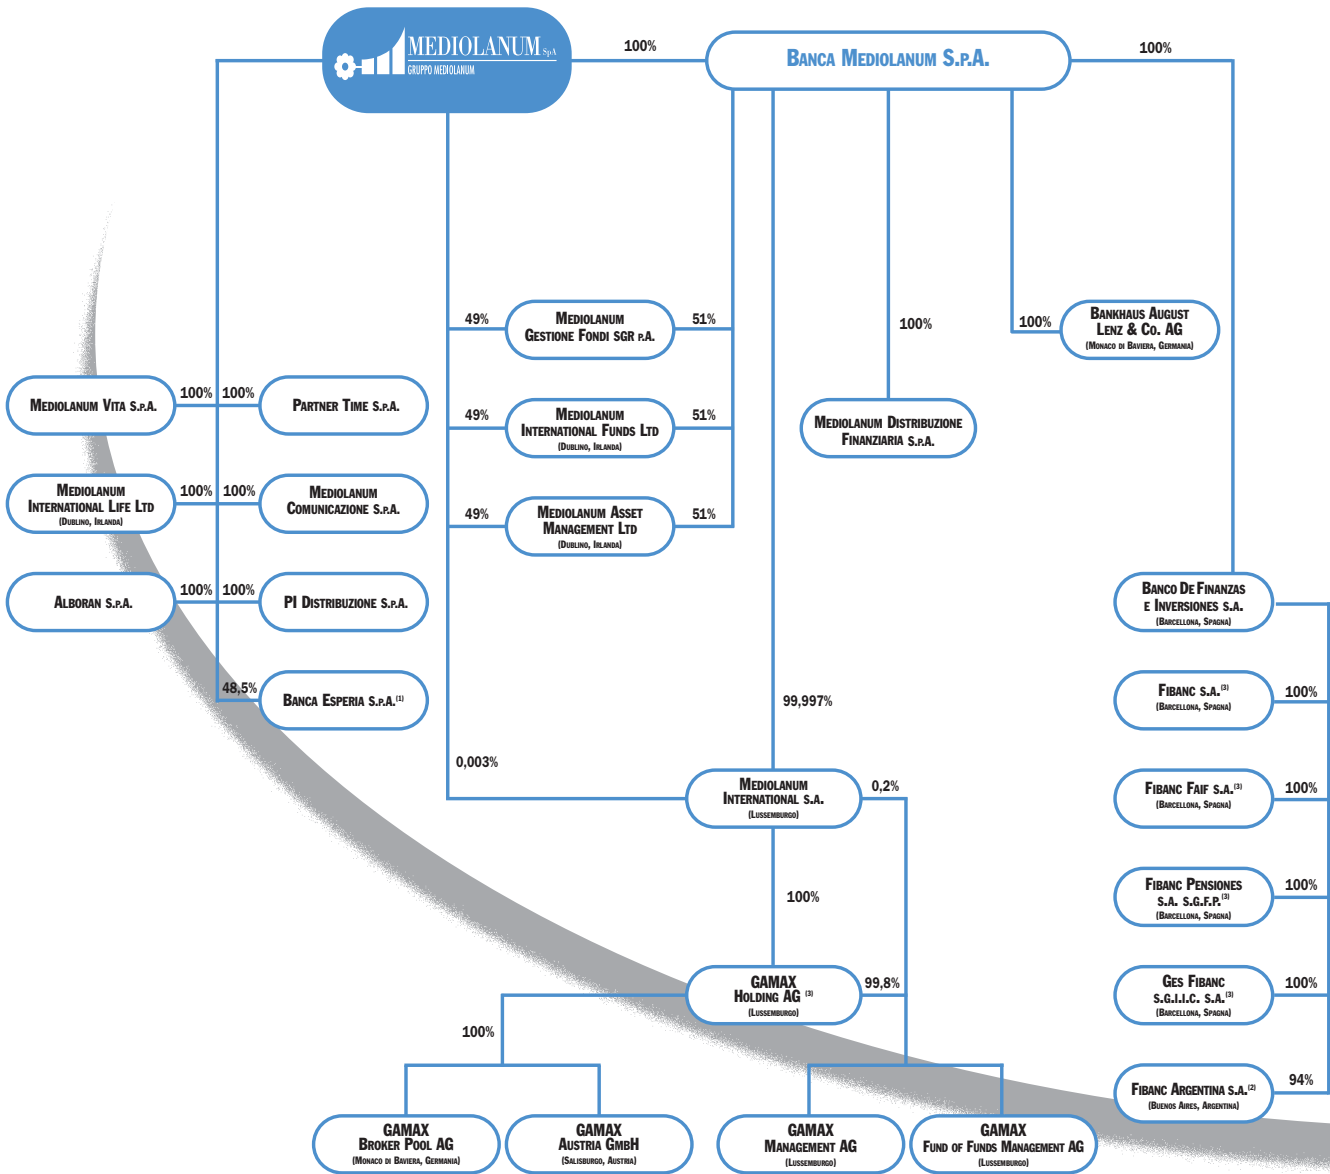 MEDIOLANUM S.p.A.
GRUPPO MEDIOLANUM
100%
BANCA MEDIOLANUM S.P.A.
100%
49%
MEDIOLANUM
GESTIONE FONDI SGR P.A.
51%
100%
100%
BANKHAUS AUGUST
LENZ & CO. AG
(MONACO DI BAVIERA, GERMANIA)
MEDIOLANUM VITA S.P.A.
100%
100%
PARTNER TIME S.P.A.
49%
MEDIOLANUM
INTERNATIONAL FUNDS LTD
(DUBLINO, IRLANDA)
51%
MEDIOLANUM DISTRIBUZIONE
FINANZIARIA S.P.A.
MEDIOLANUM
INTERNATIONAL LIFE LTD
(DUBLINO, IRLANDA)
100%
100%
MEDIOLANUM
COMUNICAZIONE S.P.A.
49%
MEDIOLANUM ASSET
MANAGEMENT LTD
(DUBLINO, IRLANDA)
51%
ALBORAN S.P.A.
100%
100%
PI DISTRIBUZIONE S.P.A.
BANCO DE FINANZAS
E INVERSIONES S.A.
(BARCELLONA, SPAGNA)
48,5%
BANCA ESPERIA S.P.A.(1)
99,997%
FIBANC S.A.(3)
(BARCELLONA, SPAGNA)
100%
0,003%
MEDIOLANUM
INTERNATIONAL S.A.
(LUSSEMBURGO)
0,2%
FIBANC FAIF S.A.(3)
(BARCELLONA, SPAGNA)
100%
100%
FIBANC PENSIONES
S.A. S.G.F.P.(3)
(BARCELLONA, SPAGNA)
100%
GAMAX
HOLDING AG (3)
(LUSSEMBURGO)
99,8%
GES FIBANC
S.G.I.I.C. S.A.(3)
(BARCELLONA, SPAGNA)
100%
100%
FIBANC ARGENTINA S.A.(2)
(BUENOS AIRES, ARGENTINA)
94%
GAMAX
BROKER POOL AG
(MONACO DI BAVIERA, GERMANIA)
GAMAX
AUSTRIA GMBH
(SALISBURGO, AUSTRIA)
GAMAX
MANAGEMENT AG
(LUSSEMBURGO)
GAMAX
FUND OF FUNDS MANAGEMENT AG
(LUSSEMBURGO)